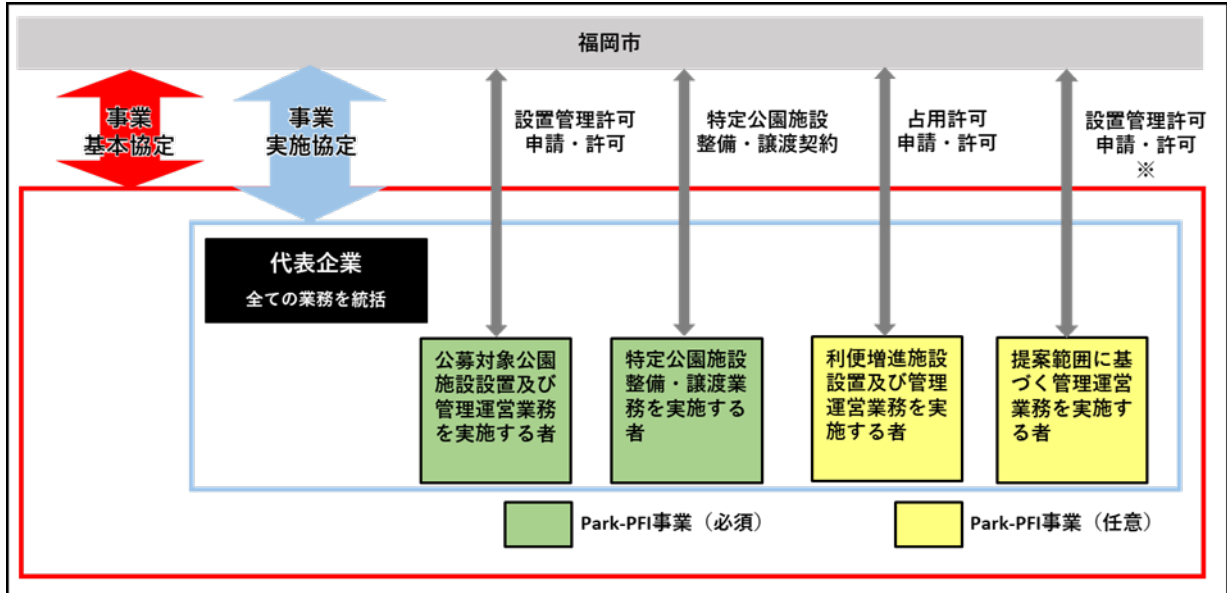 福岡市
事業
基本協定
事業
実施協定
設置管理許可
申請・許可
特定公園施設
整備・譲渡契約
占用許可
申請・許可
設置管理許可
申請・許可
※
代表企業
全ての業務を統括
公募対象公園
施設設置及び
管理運営業務
を実施する者
特定公園施設
整備・譲渡業
務を実施する
者
利便増進施設
設置及び管理
運営業務を実
施する者
提案範囲に基
づく管理運営
業務を実施す
る者
Park-PFI事業（必須）
Park-PFI事業（任意）